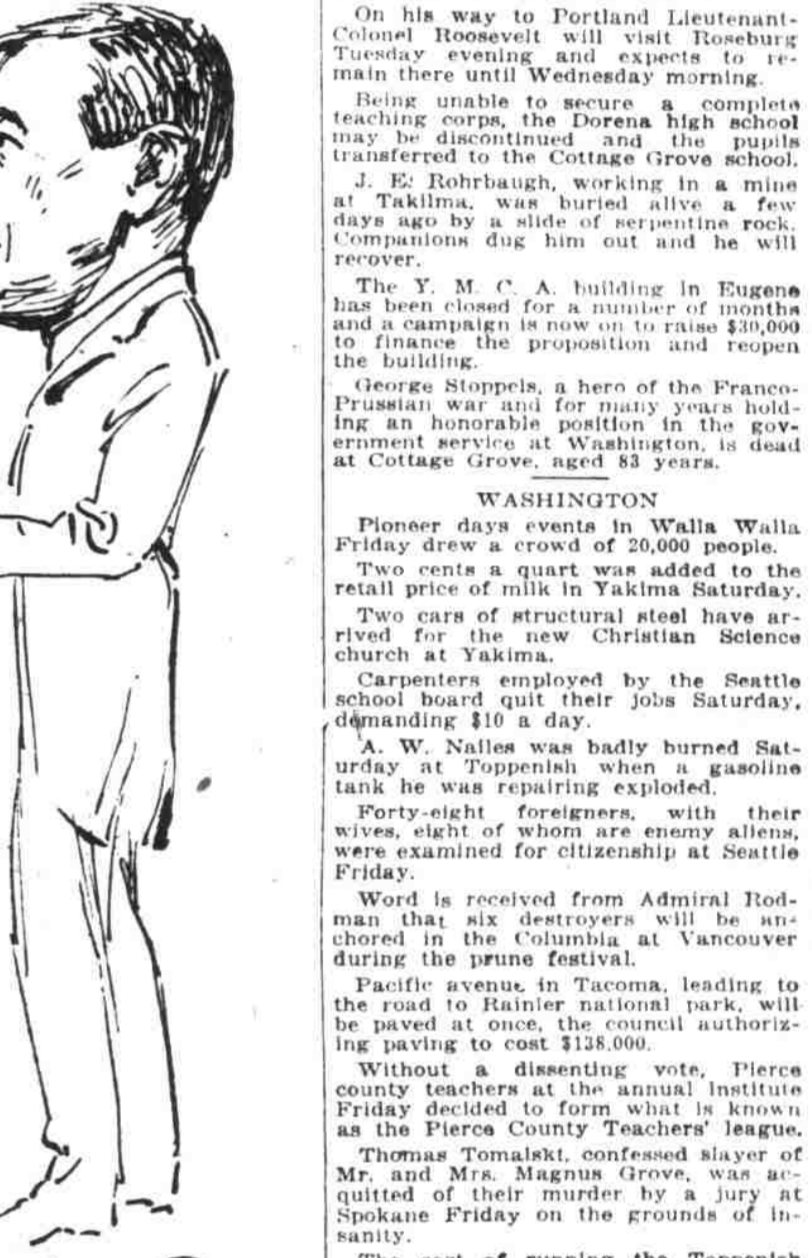 On his way to Portland Lieutenant-
Colonel Roosevelt will visit Roseburg
Tuesday evening and expects to re-
main there until Wednesday morning.
Being unable to secure a complete
teaching corps, the Dorena high school
may be discontinued and the pupils
transferred to the Cottage Grove school.
J. E. Rohrbaugh, working in a mine
at Takilma, was buried alive a few
days ago by a slide of serpentine rock.
Companions dug him out and he will
recover.
The Y. M. C. A. building in Eugene
has been closed for a number of months
and a campaign is now on to raise $30,000
to finance the proposition and reopen
the building.
George Stoppels, a hero of the Franco-
Prussian war and for many years hold-
ing an honorable position in the gov-
ernment service at Washington, is dead
at Cottage Grove, aged 83 years.
WASHINGTON
Pioneer days events in Walla Walla
Friday drew a crowd of 20,000 people.
Two cents a quart was added to the
retail price of milk in Yakima Saturday.
Two cars of structural steel have ar-
rived for the new Christian Science
church at Yakima.
Carpenters employed by the Seattle
school board quit their jobs Saturday,
demanding $10 a day.
A. W. Nailes was badly burned Sat-
urday at Toppenish when a gasoline
tank he was repairing exploded.
Forty-eight foreigners, with their
wives, eight of whom are enemy aliens,
were examined for citizenship at Seattle
Friday.
Word is received from Admiral Rod-
man that six destroyers will be an-
chored in the Columbia at Vancouver
during the prune festival.
Pacific avenue in Tacoma, leading to
the road to Rainier national park, will
be paved at once, the council authoriz-
ing paving to cost $138,000.
Without a dissenting vote, Pierce
county teachers at the annual institute
Friday decided to form what is known
as the Pierce County Teachers' league.
Thomas Tomalski, confessed slayer of
Mr. and Mrs. Magnus Grove, was ac-
quitted of their murder by a jury at
Spokane Friday on the grounds of in-
sanity.